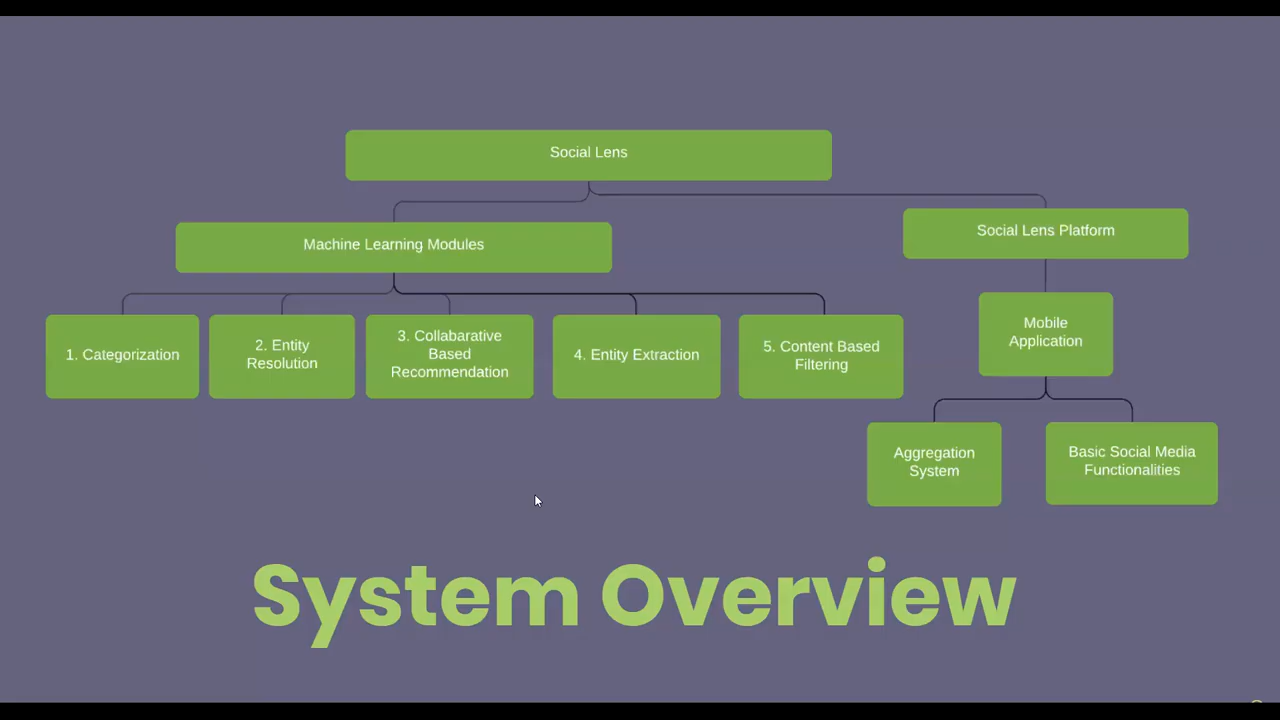 Social Lens
Machine Learning Modules
Social Lens Platform
1. Categorization
2. Entity
Resolution
3. Collabarative
Based
Recommendation
4. Entity Extraction
5. Content Based
Filtering
Mobile
Application
Aggregation
System
Basic Social Media
Functionalities
System Overview